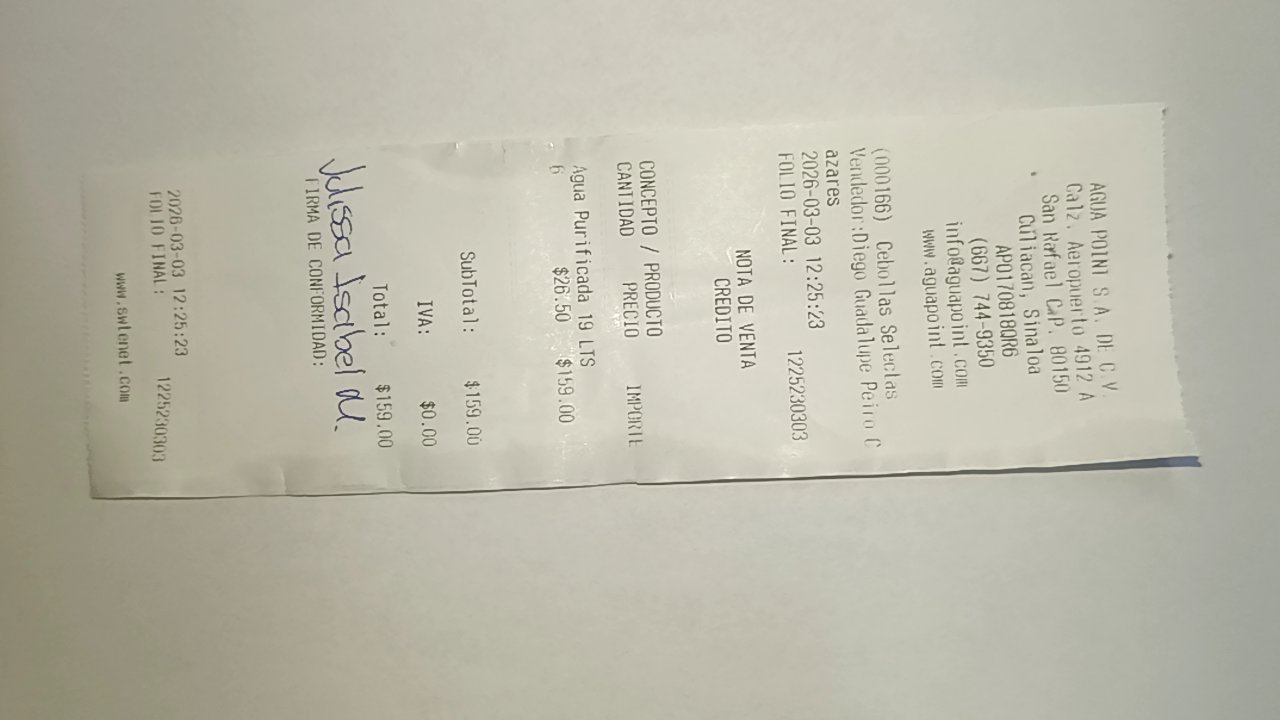 AGUA POINT S.A. DE C.V.
Calz. Aeropuerto 4912 A
San Rafael C.P. 80150
Culiacan, Sinaloa
APO170818QR6
(667) 744-9350
info@aguapoint.com
www.aguapoint.com
(000166) Cebollas Selectas
Vendedor:Diego Guadalupe Peiro C
azares
2026-03-03 12:25:23
FOLIO FINAL: 1225230303
NOTA DE VENTA
CREDITO
CONCEPTO / PRODUCTO
CANTIDAD PRECIO IMPORTE
Agua Purificada 19 LTS
6 $26.50 $159.00
SubTotal: $159.00
IVA: $0.00
Total: $159.00
Julissa Isabel M.
FIRMA DE CONFORMIDAD:
2026-03-03 12:25:23
FOLIO FINAL: 1225230303
www.swtenet.com